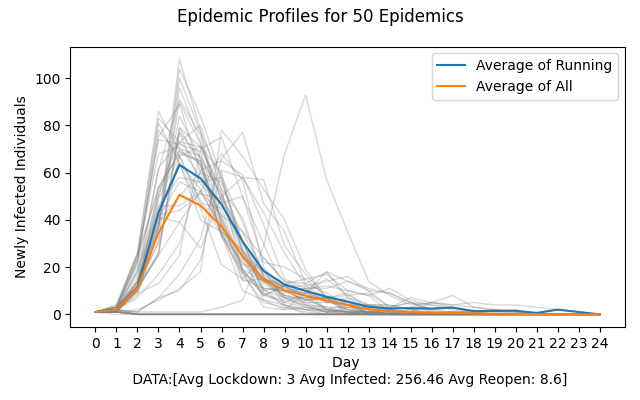 Epidemic Profiles for 50 Epidemics
Newly Infected Individuals
100
80
60
40
20
0
Average of Running
Average of All
0 1 2 3 4 5 6 7 8 9 10 11 12 13 14 15 16 17 18 19 20 21 22 23 24
Day
DATA:[Avg Lockdown: 3 Avg Infected: 256.46 Avg Reopen: 8.6]